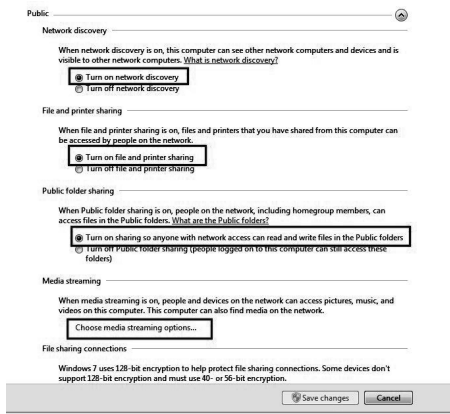 Public
Network discovery
When network discovery is on, this computer can see other network computers and devices and is
visible to other network computers. What is network discovery?
Turn on network discovery
Turn off network discovery
File and printer sharing
When file and printer sharing is on, files and printers that you have shared from this computer can
be accessed by people on the network.
Turn on file and printer sharing
Turn off file and printer sharing
Public folder sharing
When Public folder sharing is on, people on the network, including homegroup members, can
access files in the Public folders. What are the Public folders?
Turn on sharing so anyone with network access can read and write files in the Public folders
Turn off Public folder sharing (people logged on to this computer can still access these
folders)
Media streaming
When media streaming is on, people and devices on the network can access pictures, music, and
videos on this computer. This computer can also find media on the network.
Choose media streaming options...
File sharing connections
Windows 7 uses 128-bit encryption to help protect file sharing connections. Some devices don't
support 128-bit encryption and must use 40- or 56-bit encryption.
Save changes Cancel